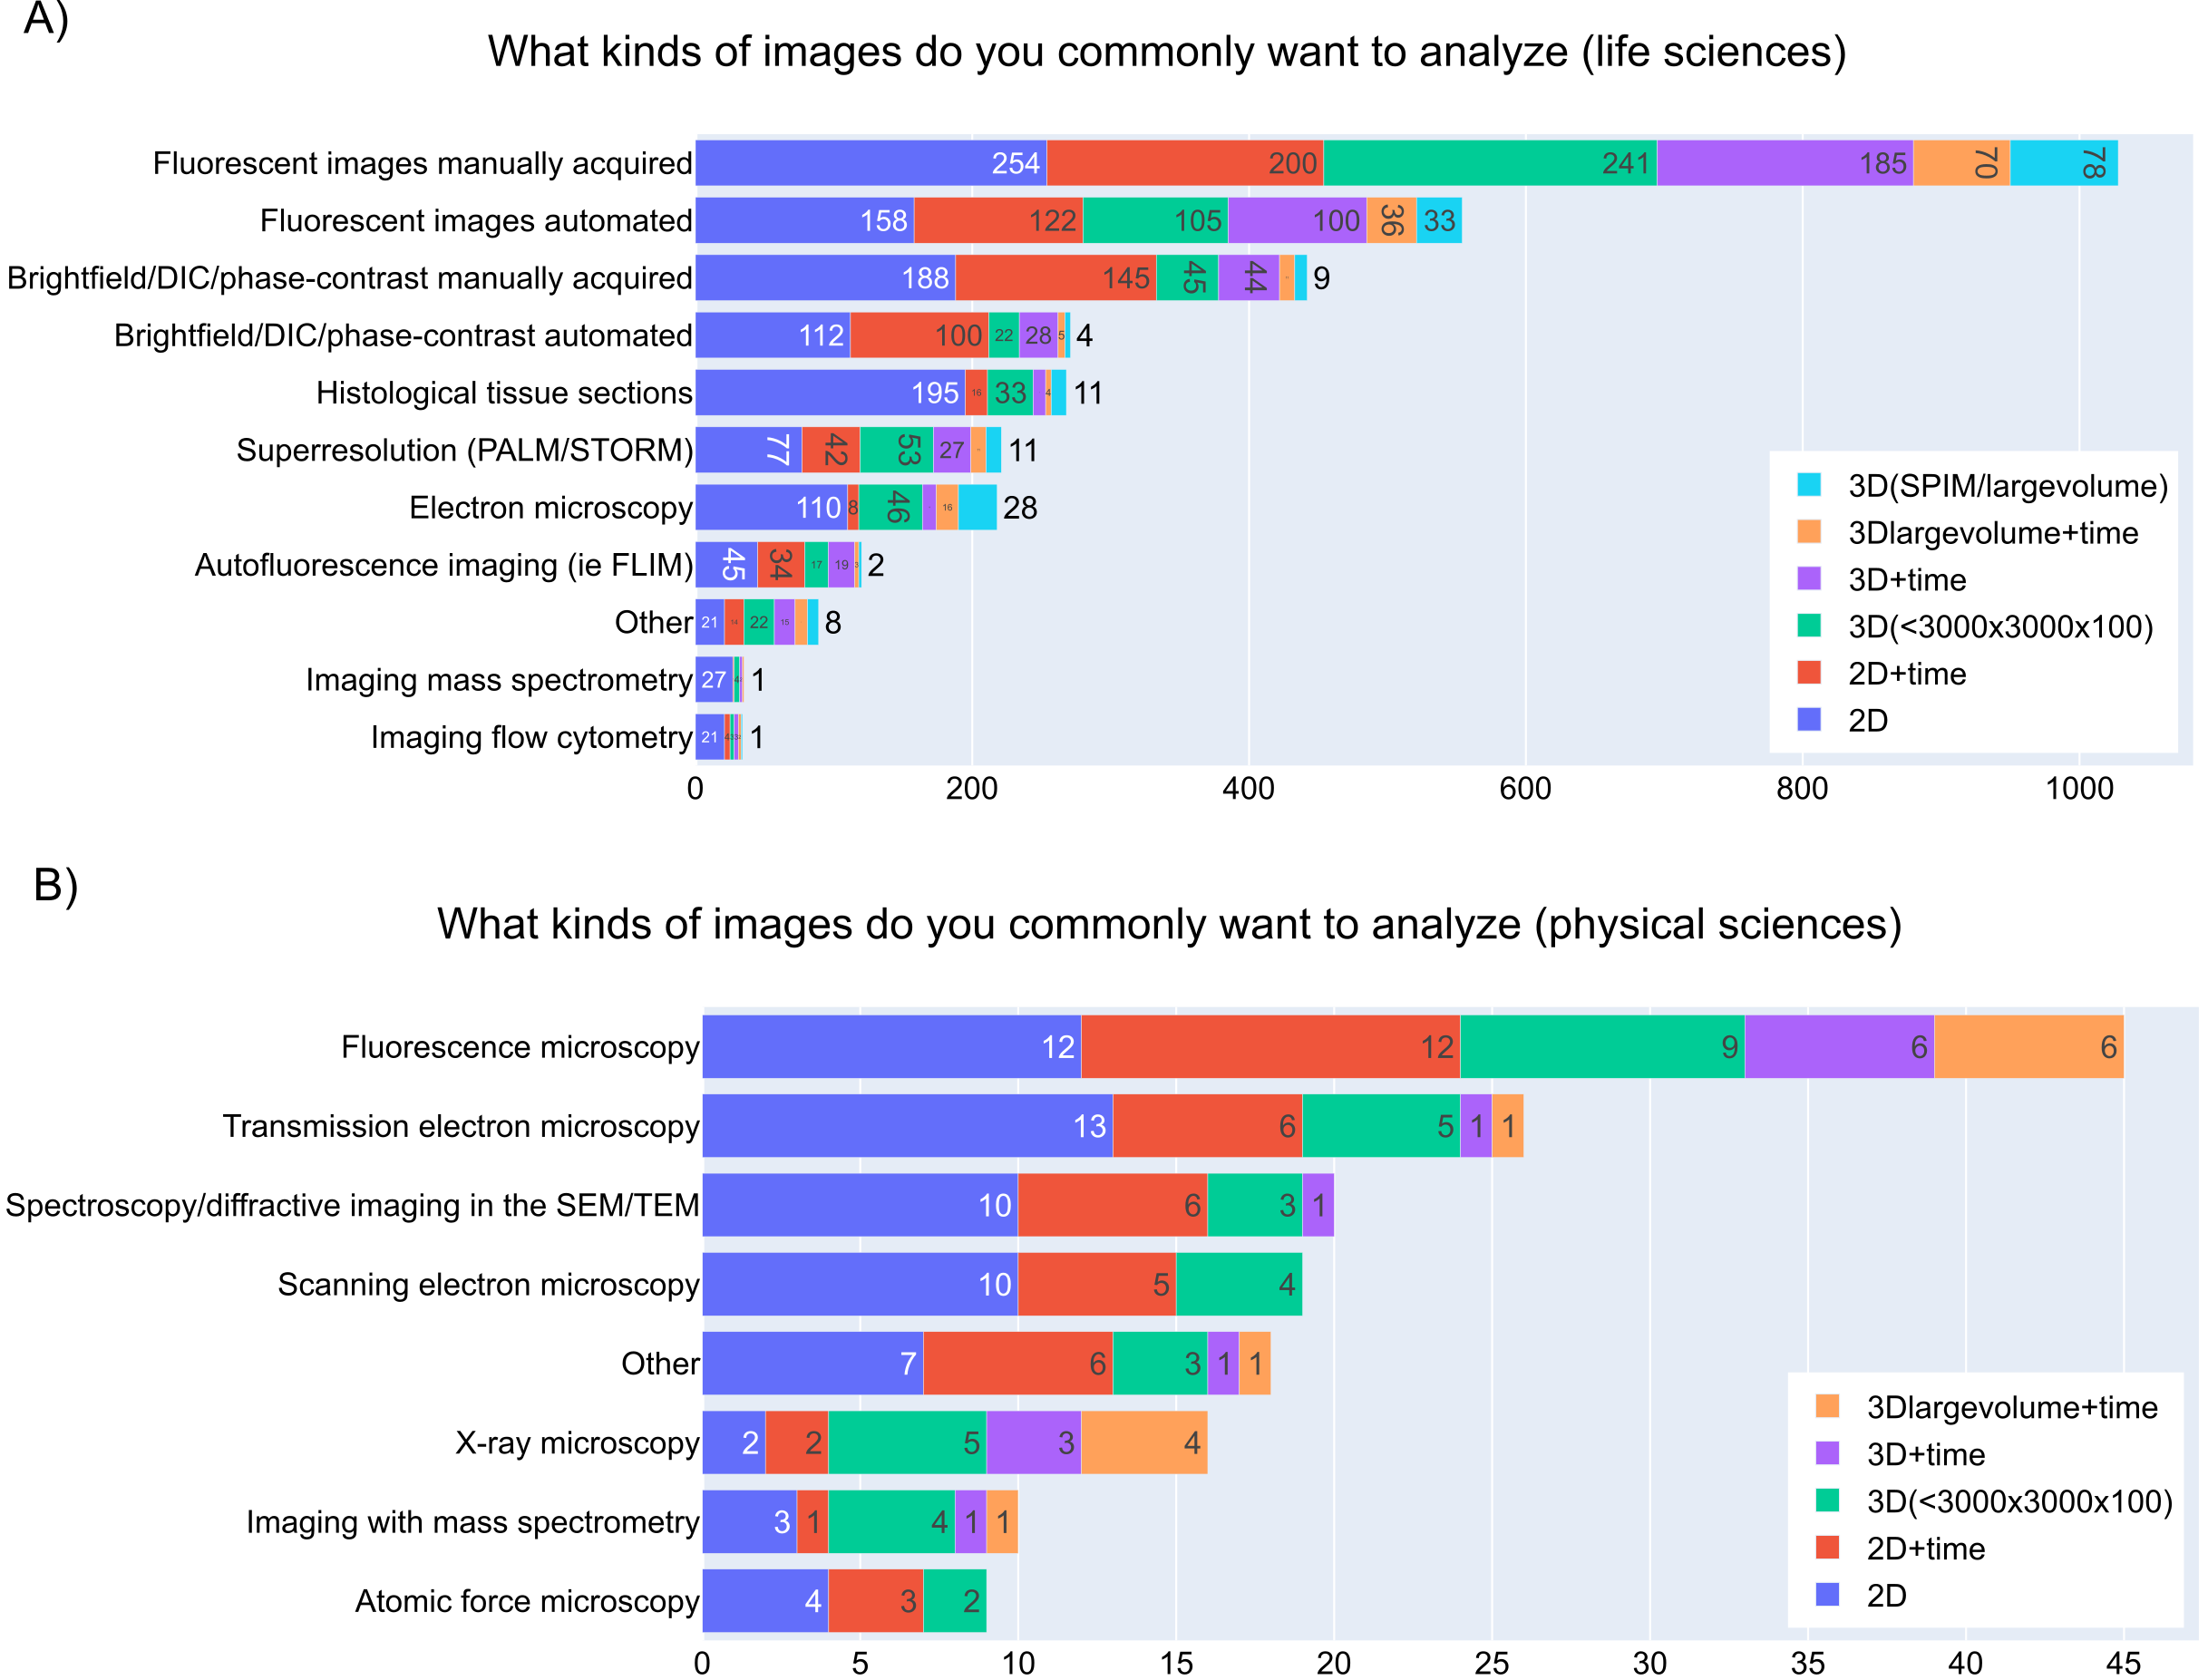 A)
What kinds of images do you commonly want to analyze (life sciences)
Fluorescent images manually acquired 254 200 241 185 70 78
Fluorescent images automated 158 122 105 100 36 33
Brightfield/DIC/phase-contrast manually acquired 188 145 45 44 9
Brightfield/DIC/phase-contrast automated 112 100 22 28 5 4
Histological tissue sections 195 16 33 4 11
Superresolution (PALM/STORM) 77 42 53 27 11
Electron microscopy 110 8 46 16 28
Autofluorescence imaging (ie FLIM) 45 34 17 19 3 2
Other 21 14 22 15 8
Imaging mass spectrometry 27 4 1
Imaging flow cytometry 21 1
0 200 400 600 800 1000
3D(SPIM/largevolume)
3Dlargevolume+time
3D+time
3D(<3000x3000x100)
2D+time
2D
B)
What kinds of images do you commonly want to analyze (physical sciences)
Fluorescence microscopy 12 12 9 6 6
Transmission electron microscopy 13 6 5 1 1
Spectroscopy/diffractive imaging in the SEM/TEM 10 6 3 1
Scanning electron microscopy 10 5 4
Other 7 6 3 1 1
X-ray microscopy 2 2 5 3 4
Imaging with mass spectrometry 3 1 4 1 1
Atomic force microscopy 4 3 2
0 5 10 15 20 25 30 35 40 45
3Dlargevolume+time
3D+time
3D(<3000x3000x100)
2D+time
2D